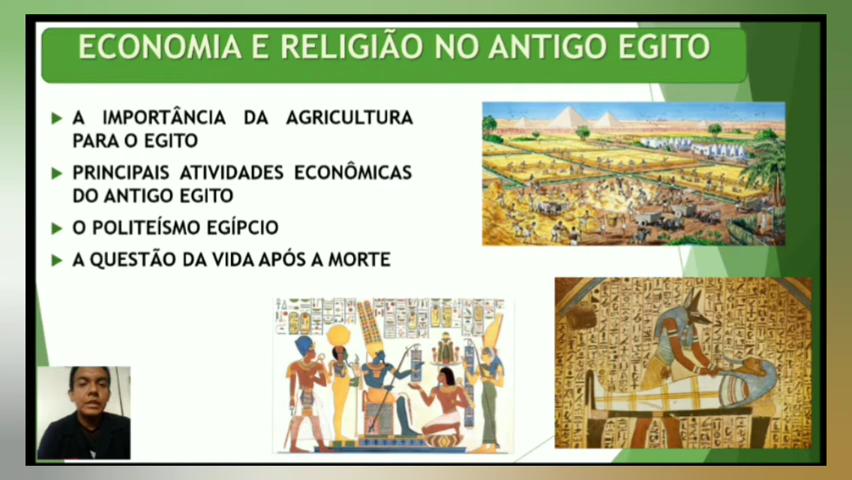 ECONOMIA E RELIGIÃO NO ANTIGO EGITO
A IMPORTÂNCIA DA AGRICULTURA
PARA O EGITO
PRINCIPAIS ATIVIDADES ECONÔMICAS
DO ANTIGO EGITO
O POLITEÍSMO EGÍPCIO
A QUESTÃO DA VIDA APÓS A MORTE